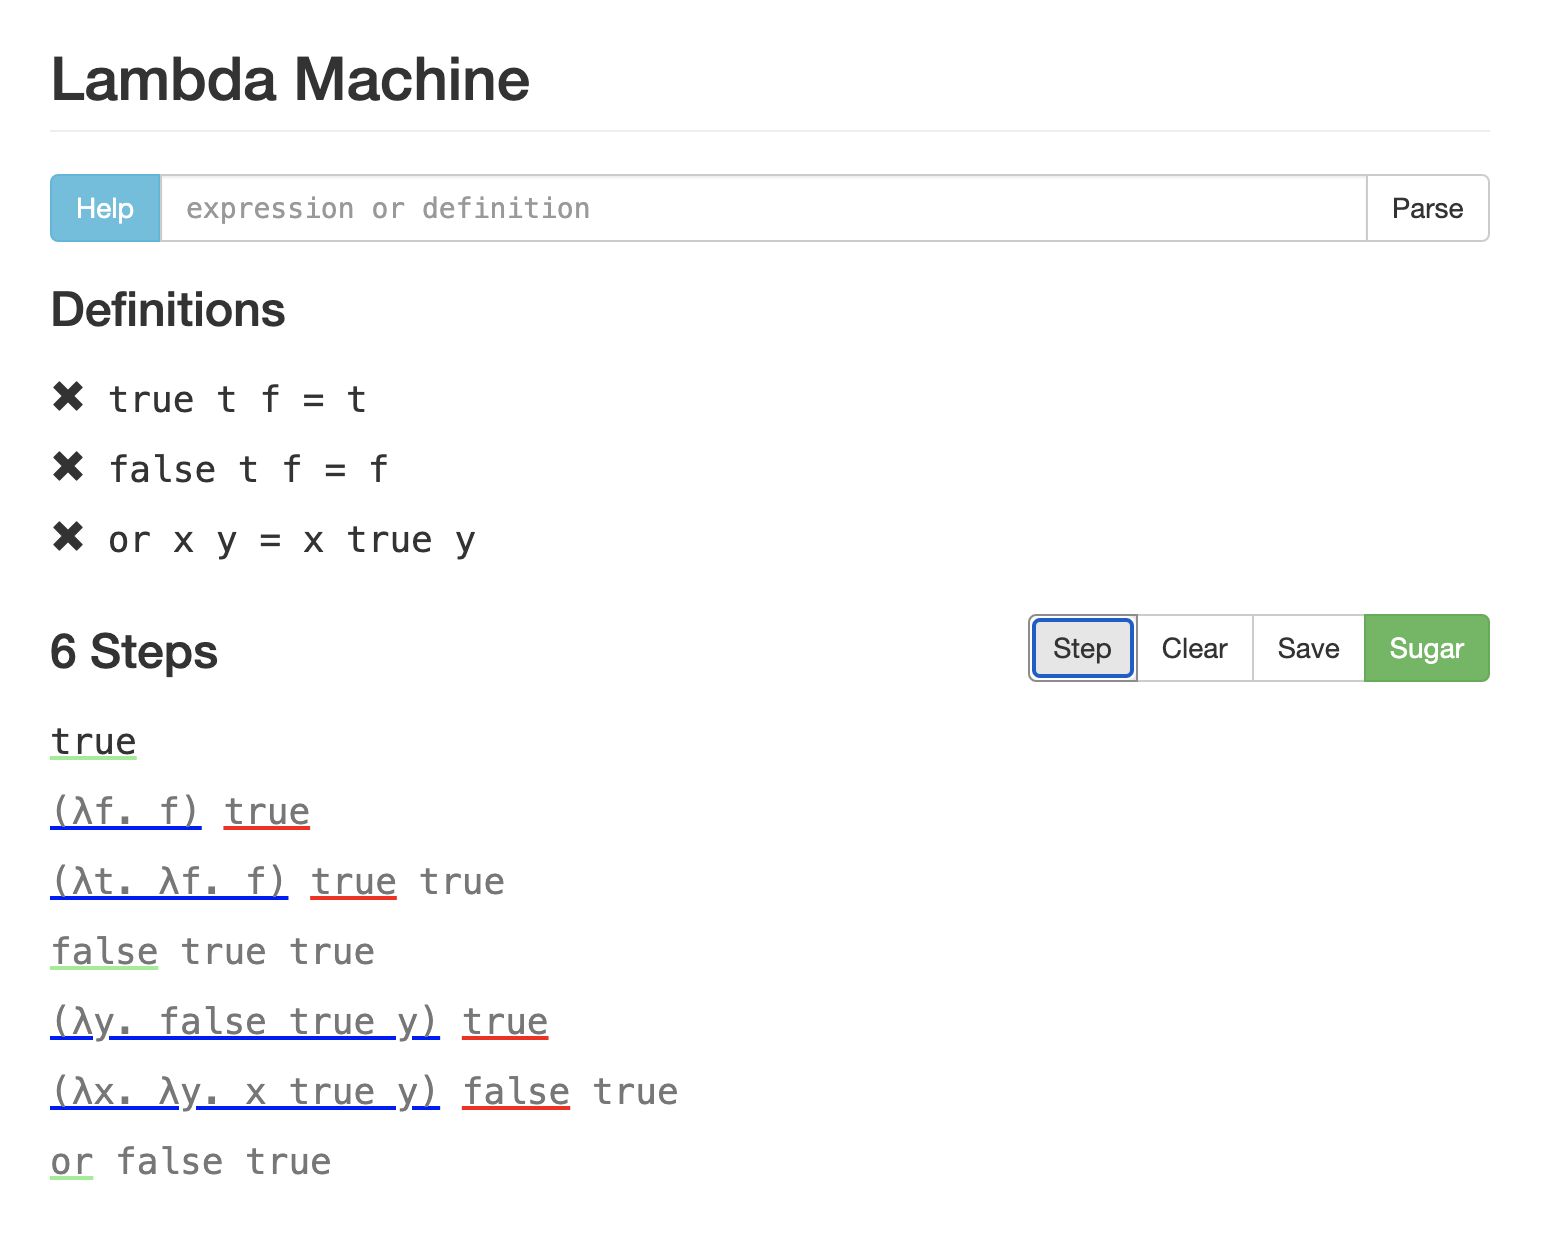 Lambda Machine
Help expression or definition Parse
Definitions
✖ true t f = t
✖ false t f = f
✖ or x y = x true y
6 Steps Step Clear Save Sugar
true
(λf. f) true
(λt. λf. f) true true
false true true
(λy. false true y) true
(λx. λy. x true y) false true
or false true